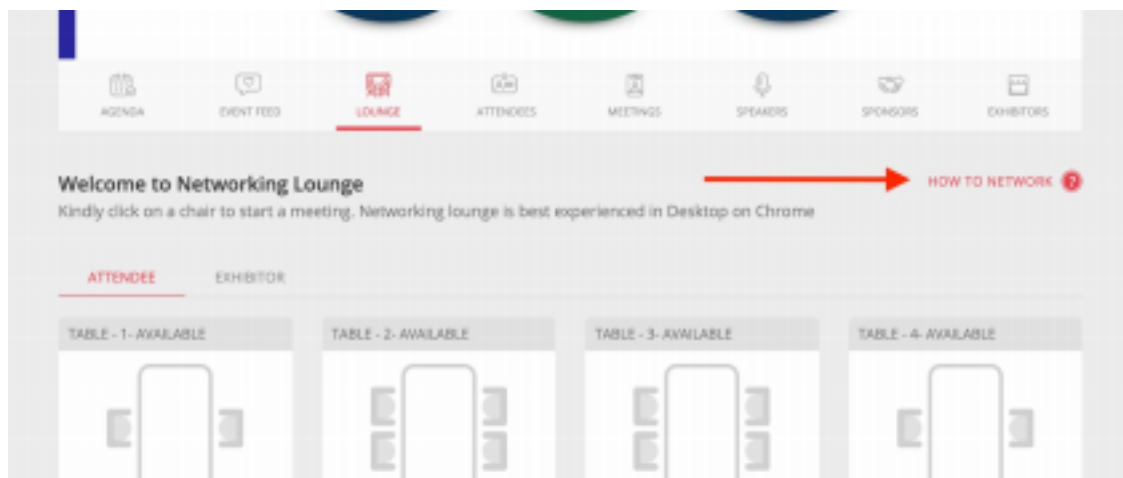 AGENDA
EVENT FEED
LOUNGE
ATTENDEES
MEETINGS
SPEAKERS
SPONSORS
EXHIBITORS
Welcome to Networking Lounge
HOW TO NETWORK ?
Kindly click on a chair to start a meeting. Networking lounge is best experienced in Desktop on Chrome
ATTENDEE
EXHIBITOR
TABLE - 1- AVAILABLE
TABLE - 2- AVAILABLE
TABLE - 3- AVAILABLE
TABLE - 4- AVAILABLE